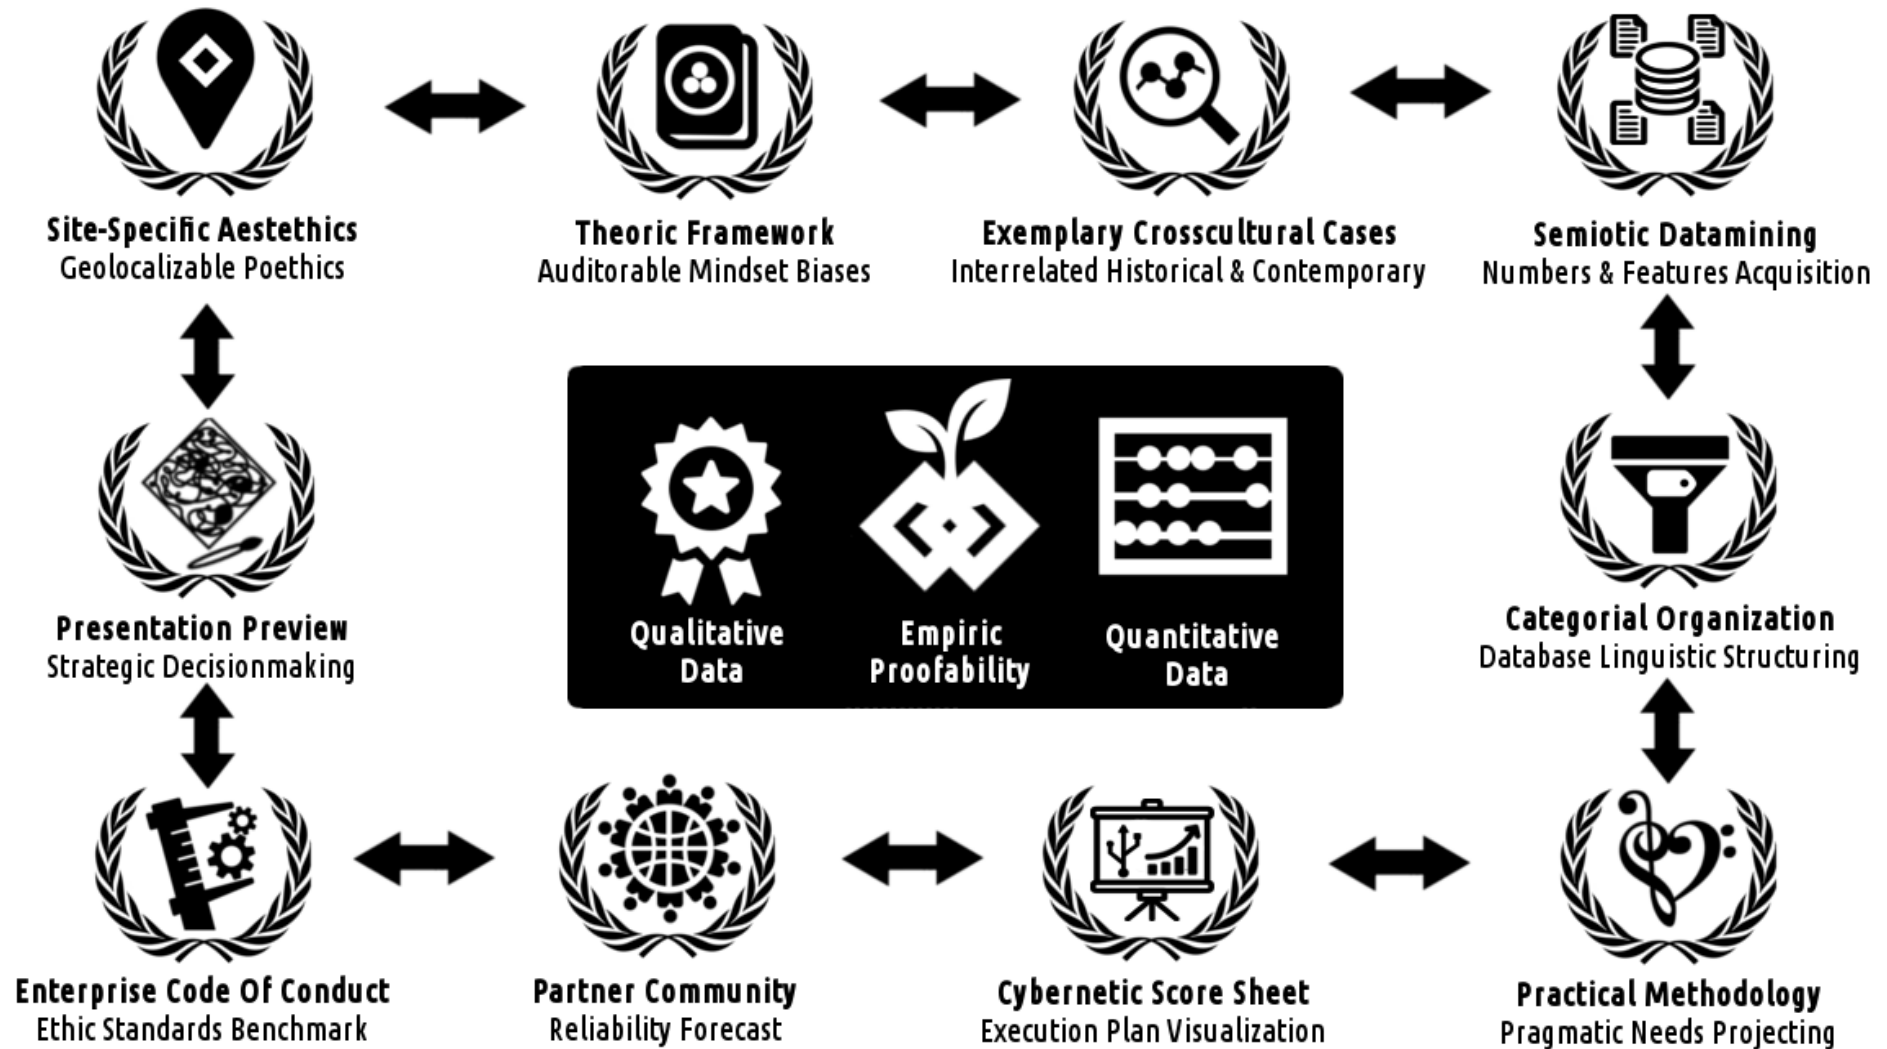 Site-Specific Aestethics
Geolocalizable Poethics
Theoric Framework
Auditorable Mindset Biases
Exemplary Crosscultural Cases
Interrelated Historical & Contemporary
Semiotic Datamining
Numbers & Features Acquisition
Presentation Preview
Strategic Decisionmaking
Qualitative
Data
Empiric
Proofability
Quantitative
Data
Categorial Organization
Database Linguistic Structuring
Enterprise Code Of Conduct
Ethic Standards Benchmark
Partner Community
Reliability Forecast
Cybernetic Score Sheet
Execution Plan Visualization
Practical Methodology
Pragmatic Needs Projecting